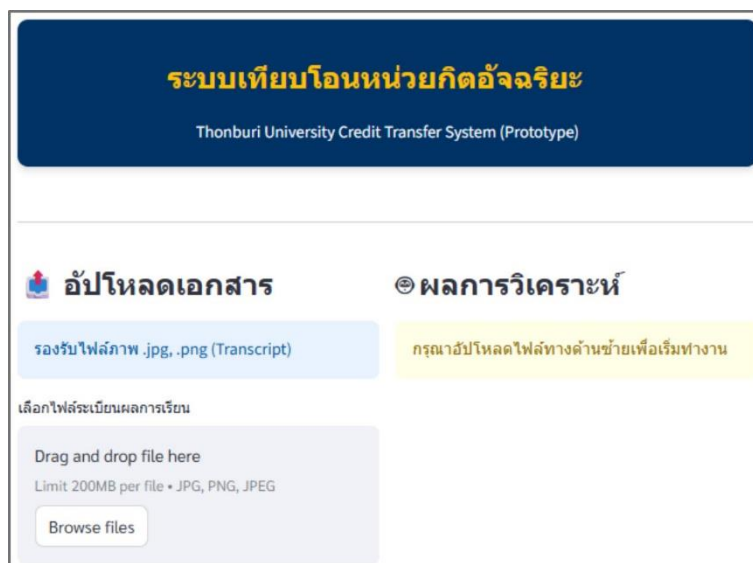 ระบบเทียบโอนหน่วยกิตอัจฉริยะ
Thonburi University Credit Transfer System (Prototype)
อัปโหลดเอกสาร
รองรับไฟล์ภาพ .jpg, .png (Transcript)
เลือกไฟล์ระเบียนผลการเรียน
Drag and drop file here
Limit 200MB per file • JPG, PNG, JPEG
Browse files
ผลการวิเคราะห์
กรุณาอัปโหลดไฟล์ทางด้านซ้ายเพื่อเริ่มทำงาน